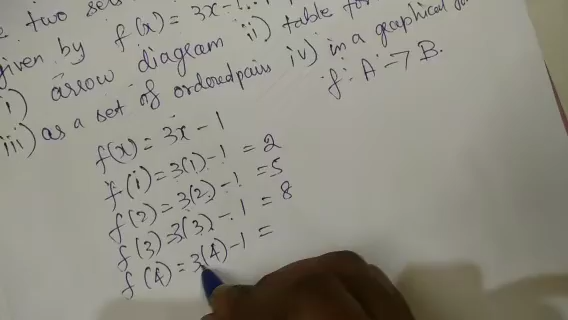 two sets
given by f(x) = 3x-1
i) arrow diagram ii) table
iii) as a set of ordered pairs iv) in a graphical
f: A → B.
f(x) = 3x - 1
f(1) = 3(1) - 1 = 2
f(2) = 3(2) - 1 = 5
f(3) = 3(3) - 1 = 8
f(4) = 3(4) - 1 =